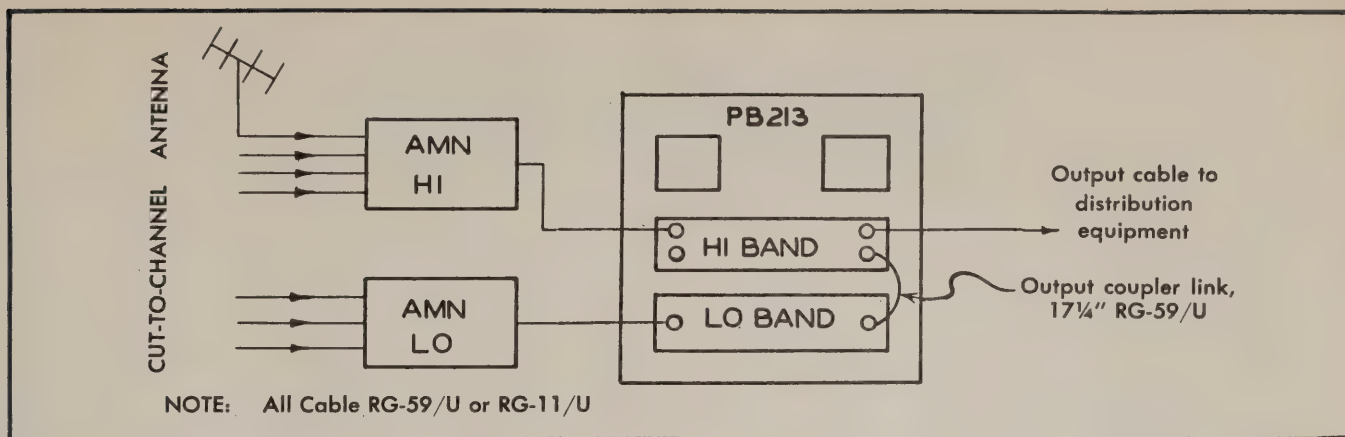 CUT-TO-CHANNEL ANTENNA
AMN
HI
AMN
LO
PB213
HI BAND
LO BAND
Output cable to
distribution
equipment
Output coupler link,
17¼" RG-59/U
NOTE: All Cable RG-59/U or RG-11/U